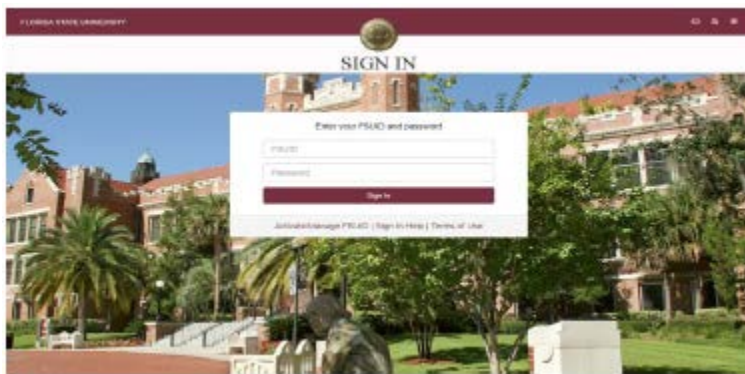 FLORIDA STATE UNIVERSITY
SIGN IN
Enter your FSUID and password
FSUID
Password
Sign In
Activate/Manage FSUID | Sign In Help | Terms of Use